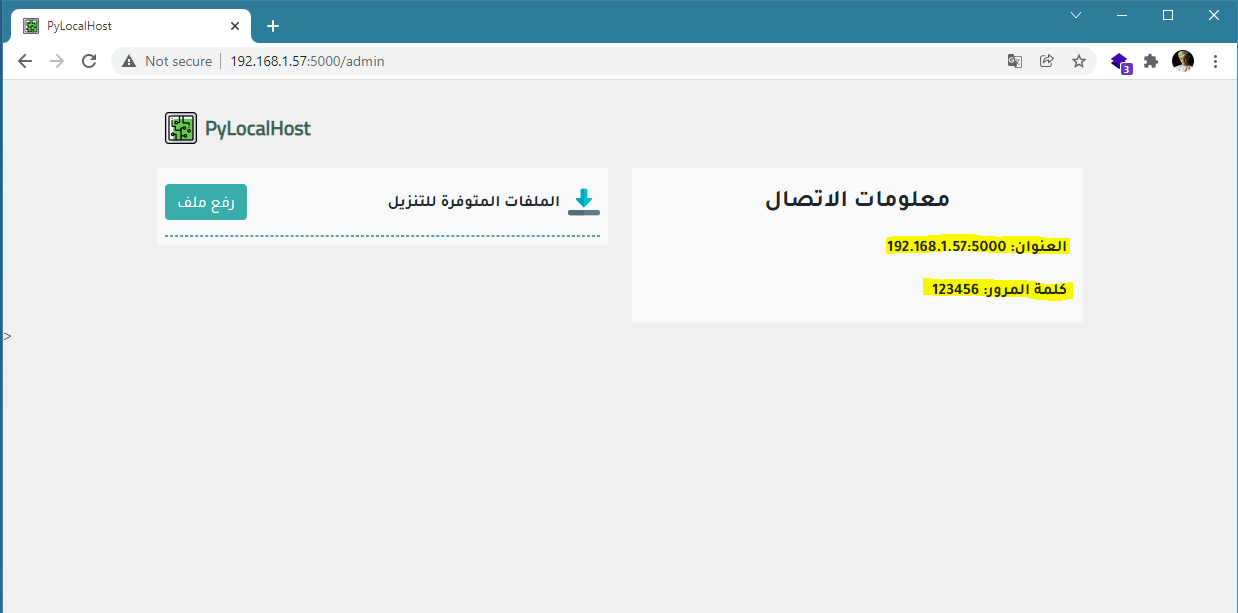 PyLocalHost
Not secure
192.168.1.57:5000/admin
3
PyLocalHost
معلومات الاتصال
العنوان: 192.168.1.57:5000
كلمة المرور: 123456
الملفات المتوفرة للتنزيل
رفع ملف
>